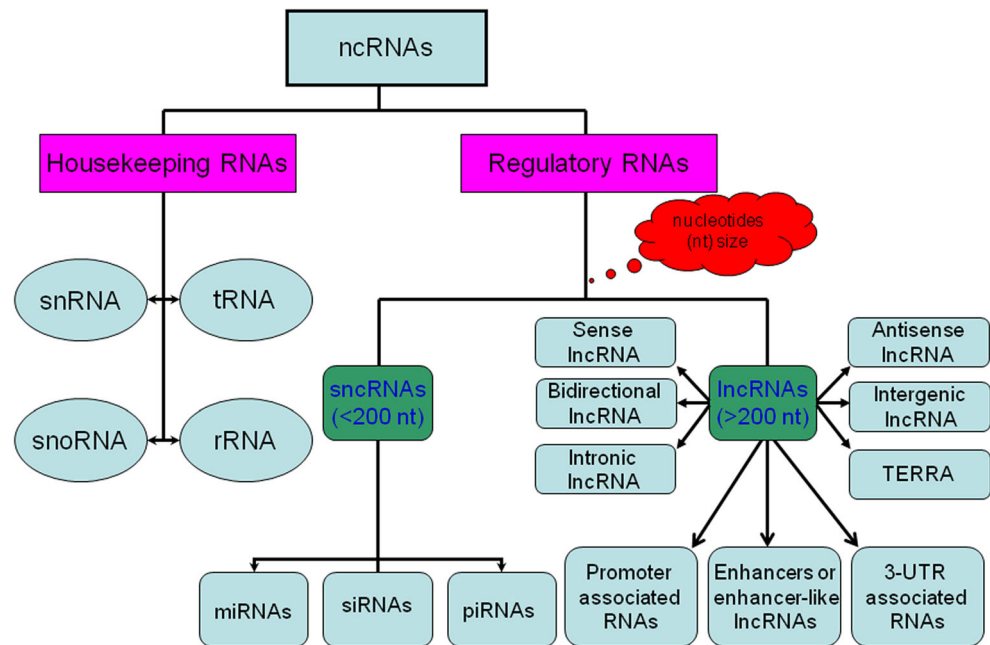 ncRNAs
Housekeeping RNAs
Regulatory RNAs
nucleotides
(nt) size
snRNA
tRNA
snoRNA
rRNA
sncRNAs
(<200 nt)
lncRNAs
(>200 nt)
Sense
lncRNA
Bidirectional
lncRNA
Intronic
lncRNA
Antisense
lncRNA
Intergenic
lncRNA
TERRA
miRNAs
siRNAs
piRNAs
Promoter
associated
RNAs
Enhancers or
enhancer-like
lncRNAs
3-UTR
associated
RNAs